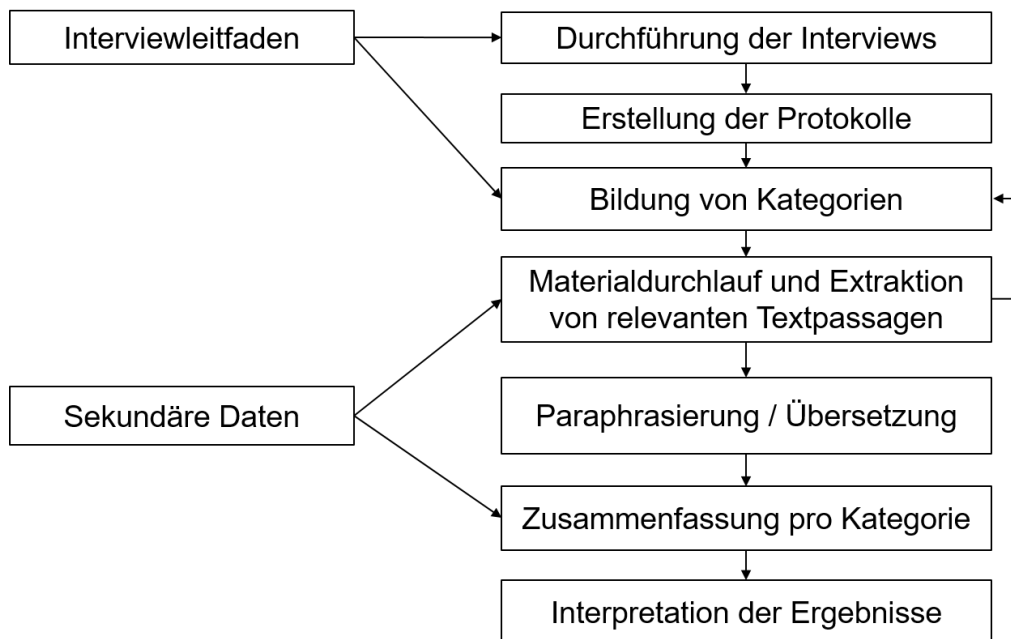 Interviewleitfaden
Durchführung der Interviews
Erstellung der Protokolle
Bildung von Kategorien
Materialdurchlauf und Extraktion
von relevanten Textpassagen
Sekundäre Daten
Paraphrasierung / Übersetzung
Zusammenfassung pro Kategorie
Interpretation der Ergebnisse